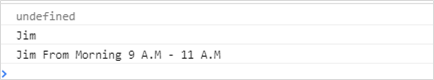 undefined
Jim
Jim From Morning 9 A.M - 11 A.M
>